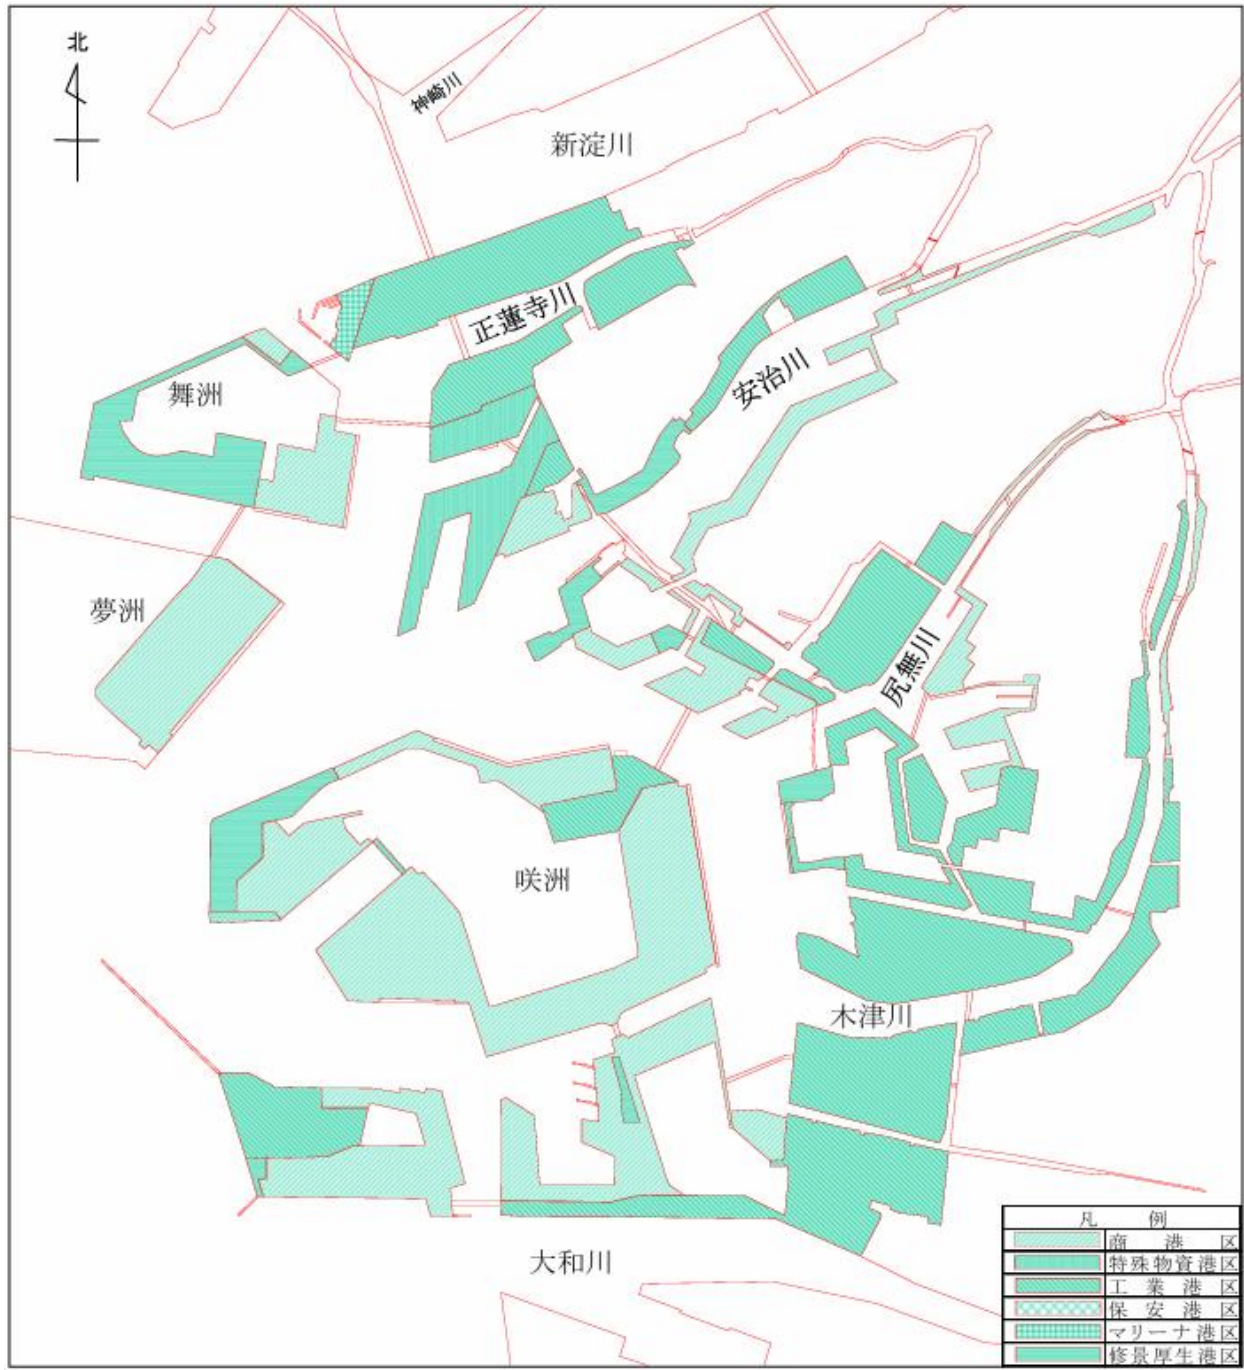 北
神崎川
新淀川
正蓮寺川
舞洲
安治川
夢洲
尻無川
咲洲
木津川
大和川
凡例
商港区
特殊物資港区
工業港区
保安港区
マリーナ港区
修景厚生港区